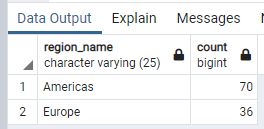 Data Output Explain Messages N
region_name count
character varying (25) bigint
1 Americas 70
2 Europe 36